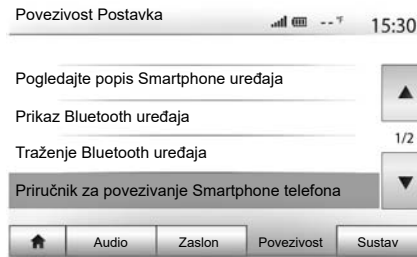 Povezivost Postavka
-- °F 15:30
Pogledajte popis Smartphone uređaja
Prikaz Bluetooth uređaja
Traženje Bluetooth uređaja
1/2
Priručnik za povezivanje Smartphone telefona
Audio Zaslon Povezivost Sustav